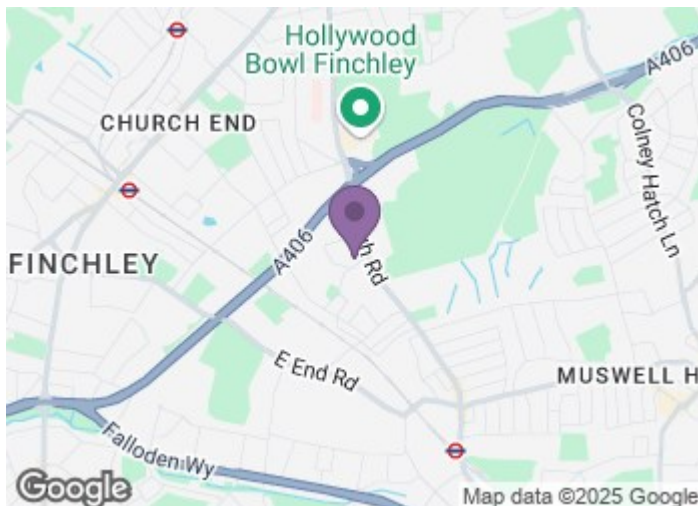 Hollywood
Bowl Finchley
A406
CHURCH END
Colney Hatch Ln
A406
FINCHLEY
E End Rd
MUSWELL H
Falloden Wy
Google
Map data ©2025 Google